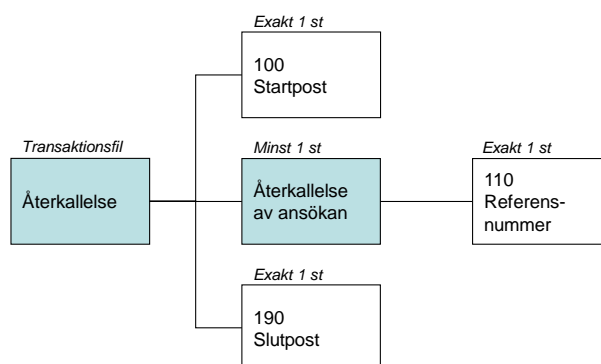 Exakt 1 st
100
Startpost
Transaktionsfil
Återkallelse
Minst 1 st
Återkallelse
av ansökan
Exakt 1 st
110
Referens-
nummer
Exakt 1 st
190
Slutpost